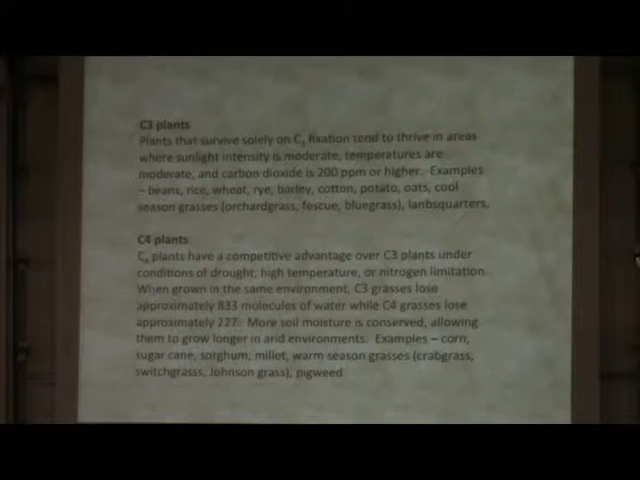 C3 plants
Plants that survive solely on C3 fixation tend to thrive in areas
where sunlight intensity is moderate, temperatures are
moderate, and carbon dioxide is 200 ppm or higher. Examples
– beans, rice, wheat, rye, barley, cotton, potato, oats, cool
season grasses (orchardgrass, fescue, bluegrass), lanbsquarters.
C4 plants
C4 plants have a competitive advantage over C3 plants under
conditions of drought, high temperature, or nitrogen limitation.
When grown in the same environment, C3 grasses lose
approximately 833 molecules of water while C4 grasses lose
approximately 227. More soil moisture is conserved, allowing
them to grow longer in arid environments. Examples – corn,
sugar cane, sorghum, millet, warm season grasses (crabgrass,
switchgrasss, Johnson grass), pigweed